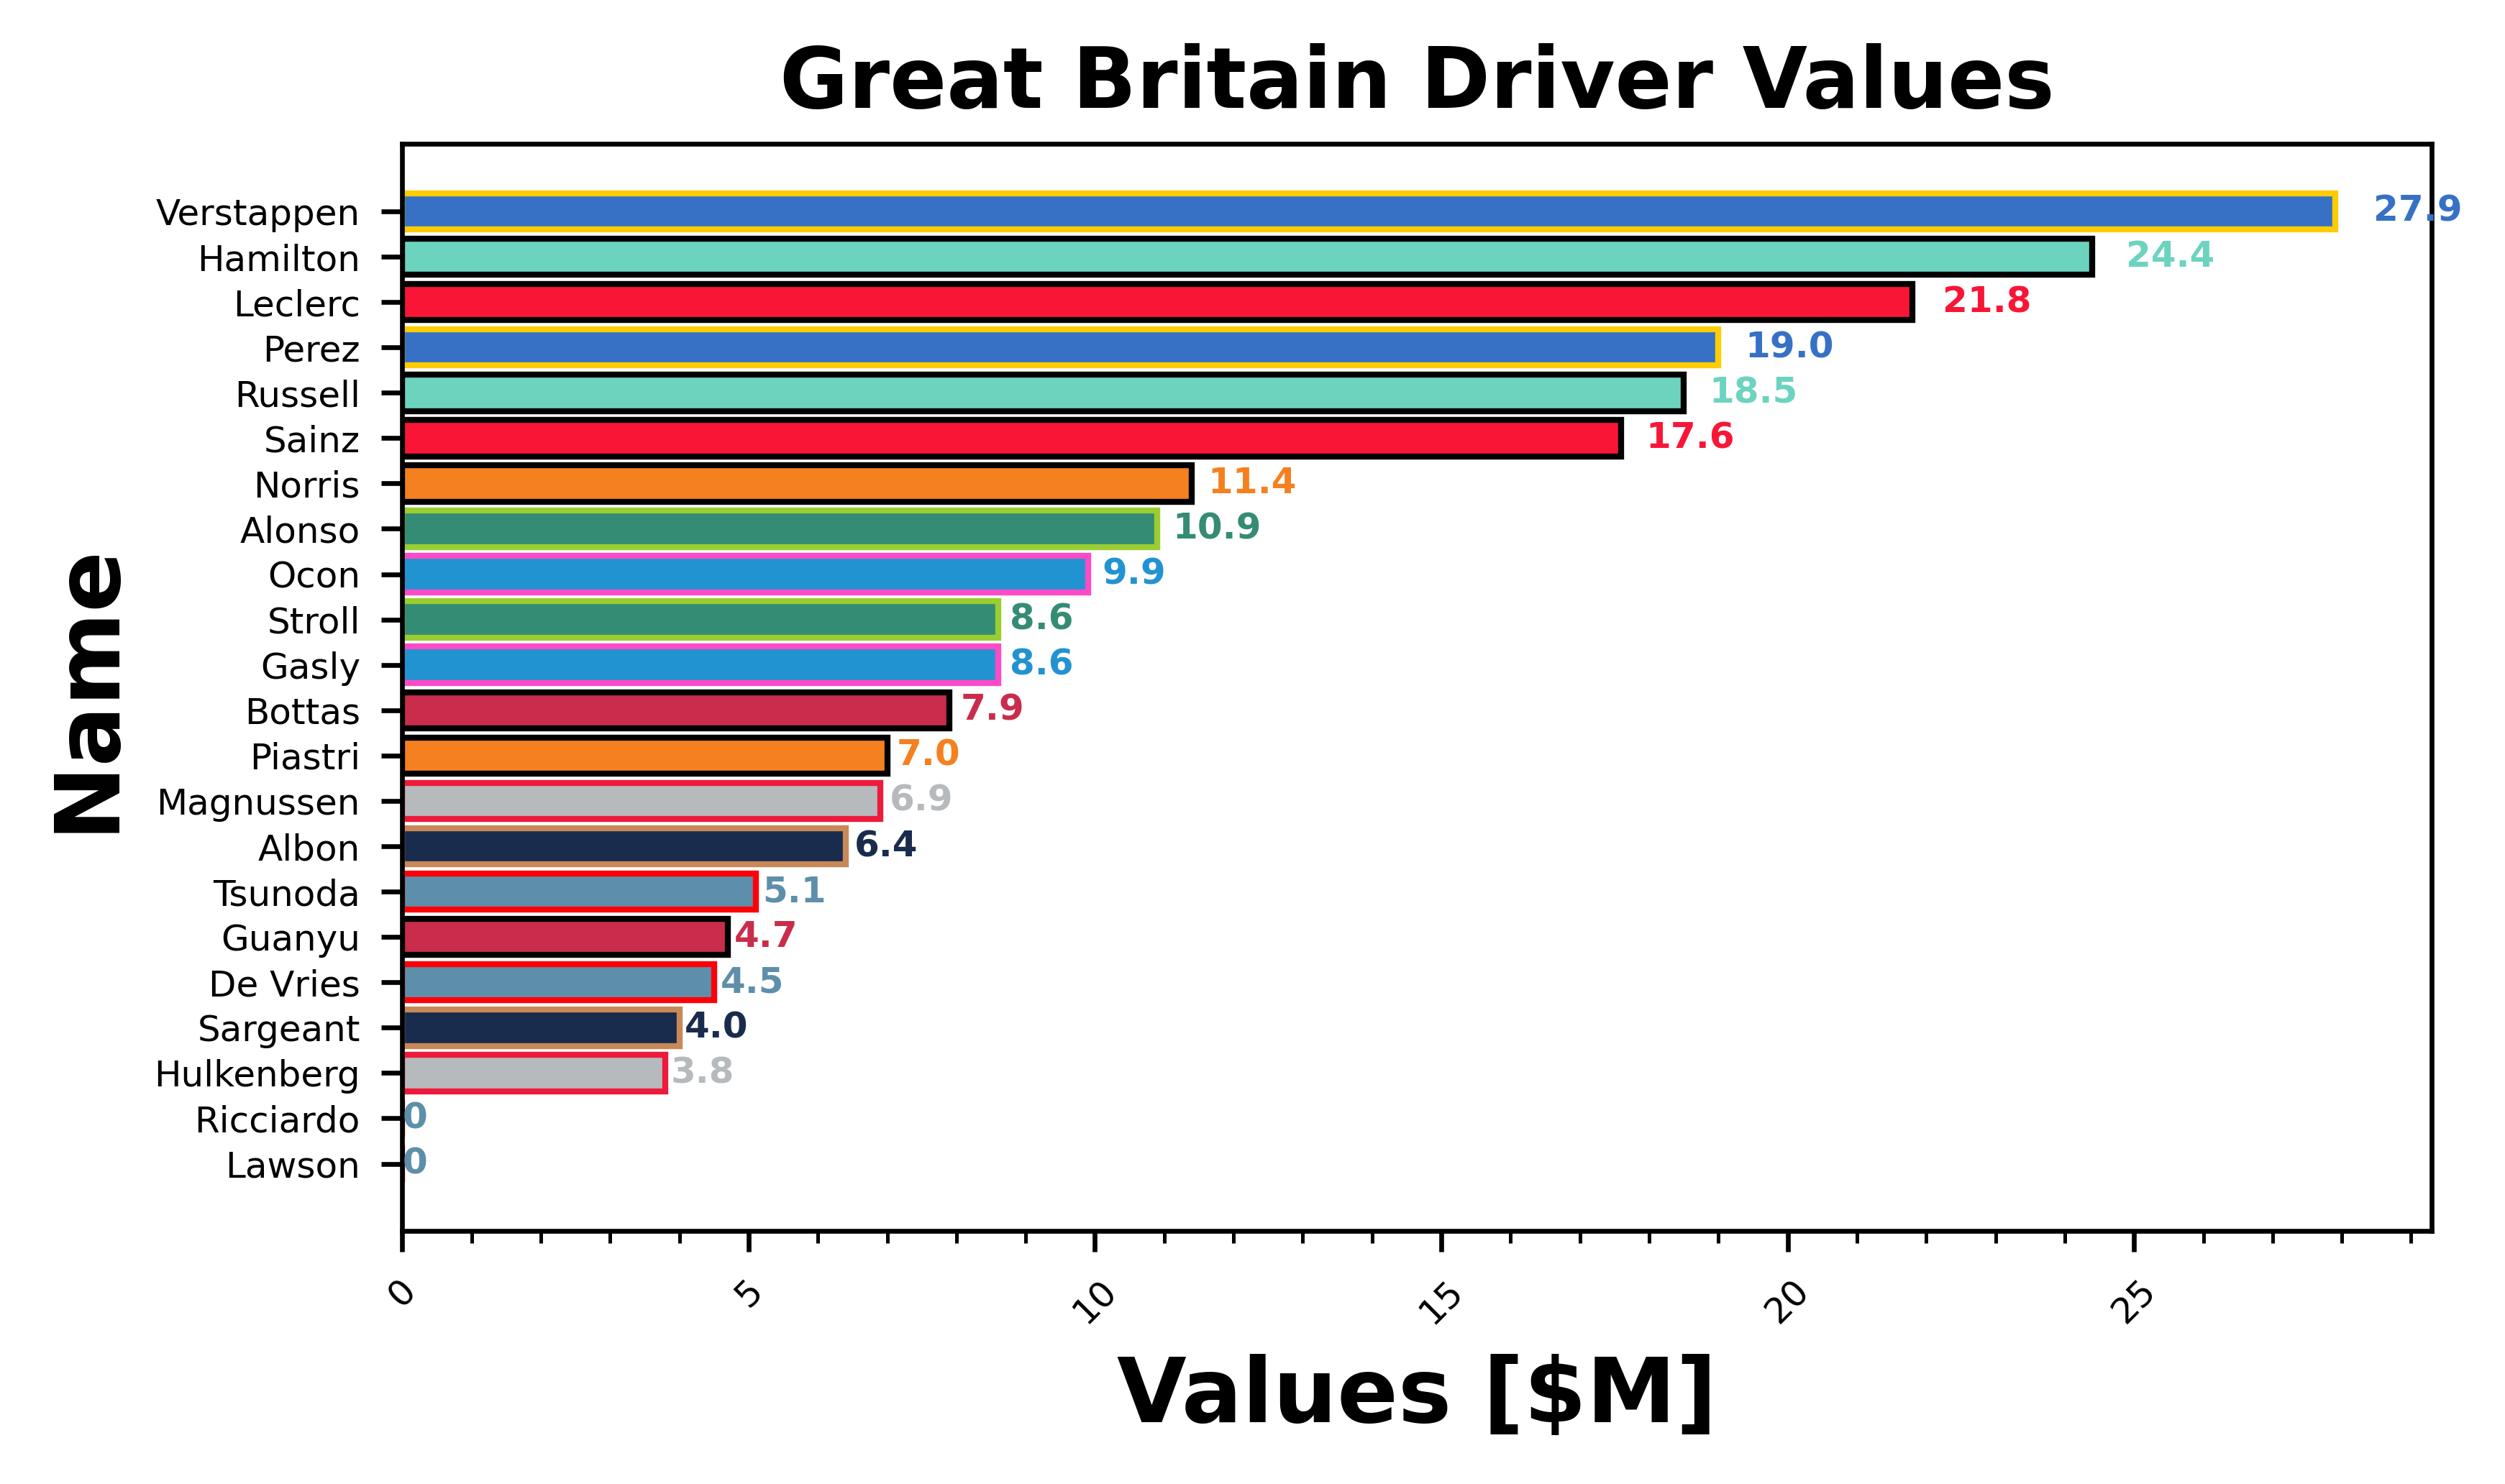 Great Britain Driver Values
Name
Verstappen 27.9
Hamilton 24.4
Leclerc 21.8
Perez 19.0
Russell 18.5
Sainz 17.6
Norris 11.4
Alonso 10.9
Ocon 9.9
Stroll 8.6
Gasly 8.6
Bottas 7.9
Piastri 7.0
Magnussen 6.9
Albon 6.4
Tsunoda 5.1
Guanyu 4.7
De Vries 4.5
Sargeant 4.0
Hulkenberg 3.8
Ricciardo 0
Lawson 0
0 5 10 15 20 25
Values [$M]